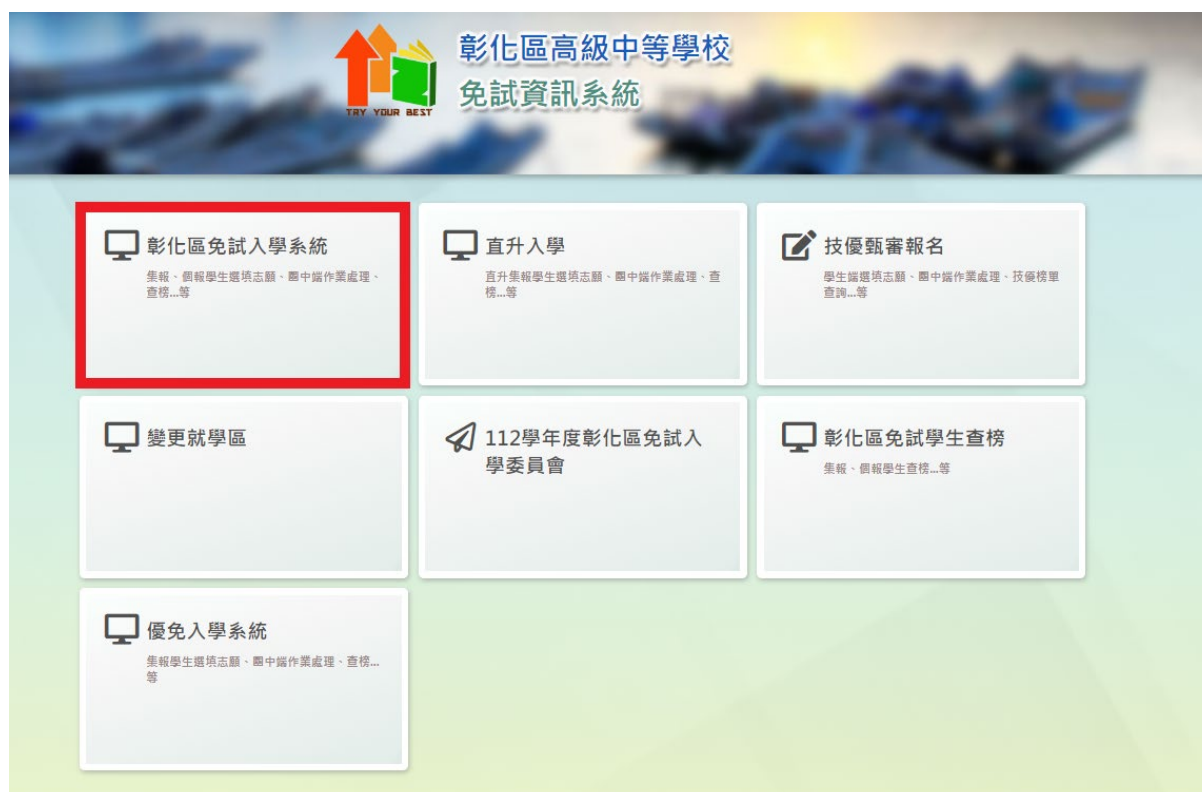 彰化區高級中等學校
免試資訊系統
TRY YOUR BEST
彰化區免試入學系統
集報、個報學生選填志願、國中端作業處理、
查榜...等
直升入學
直升集報學生選填志願、國中端作業處理、查
榜...等
技優甄審報名
學生端選填志願、國中端作業處理、技優榜單
查詢...等
變更就學區
112學年度彰化區免試入
學委員會
彰化區免試學生查榜
集報、個報學生查榜...等
優免入學系統
集報學生選填志願、國中端作業處理、查榜...
等